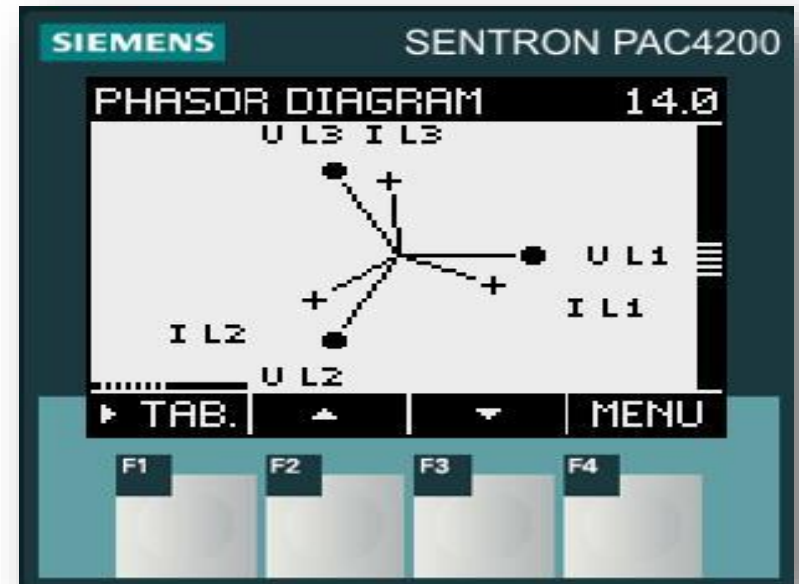 SIEMENS SENTRON PAC4200
PHASOR DIAGRAM 14.0
U L3 I L3
U L1
I L1
I L2
U L2
TAB. MENU
F1 F2 F3 F4